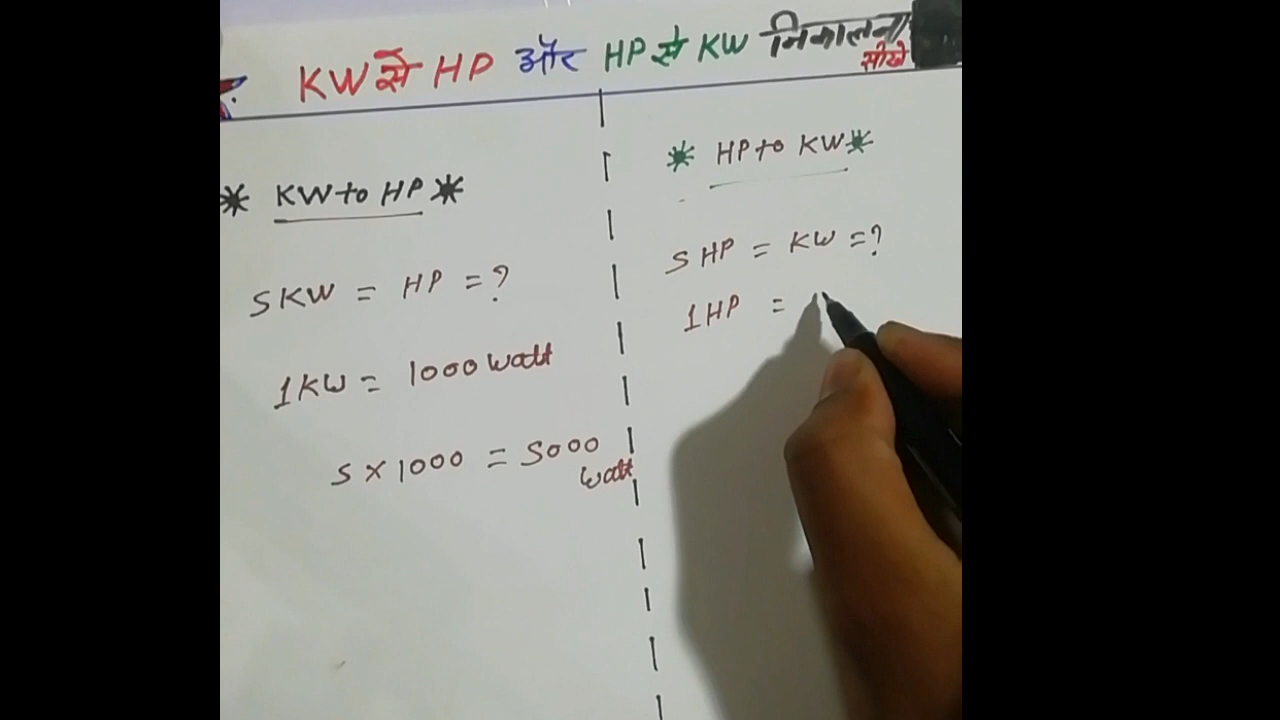 KW से HP और HP से KW निकालना
सीखे
* KW to HP *
5 KW = HP = ?
1 KW = 1000 watt
5 × 1000 = 5000
watt
* HP to KW *
5 HP = KW = ?
1 HP =